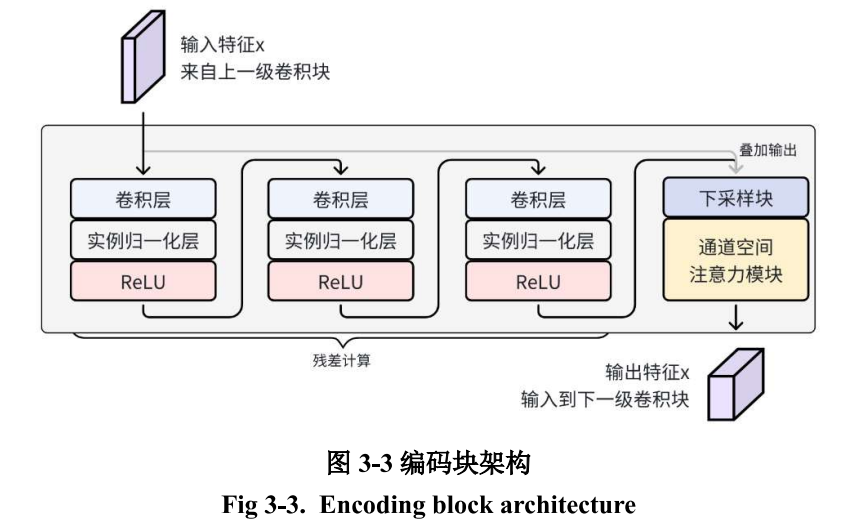 输入特征x
来自上一级卷积块
叠加输出
卷积层
实例归一化层
ReLU
卷积层
实例归一化层
ReLU
卷积层
实例归一化层
ReLU
下采样块
通道空间
注意力模块
残差计算
输出特征x
输入到下一级卷积块
图 3-3 编码块架构
Fig 3-3. Encoding block architecture